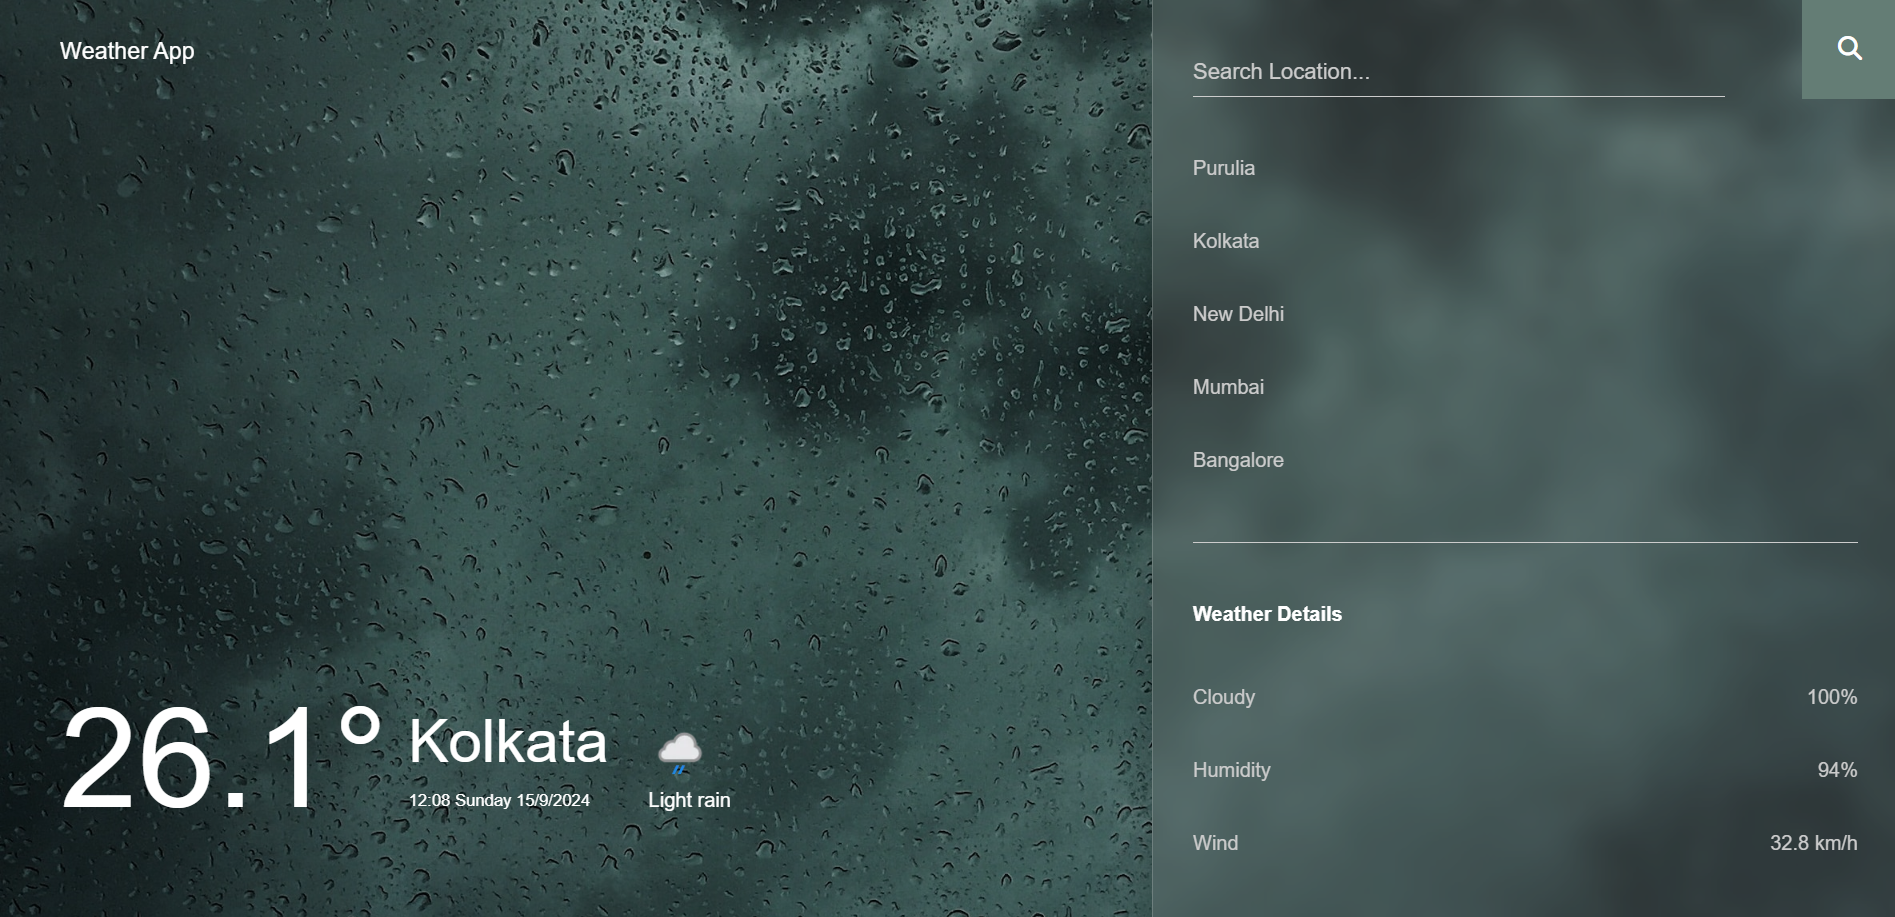 Weather App
26.1°
Kolkata
12:08 Sunday 15/9/2024
Light rain
Search Location...
Purulia
Kolkata
New Delhi
Mumbai
Bangalore
Weather Details
Cloudy 100%
Humidity 94%
Wind 32.8 km/h